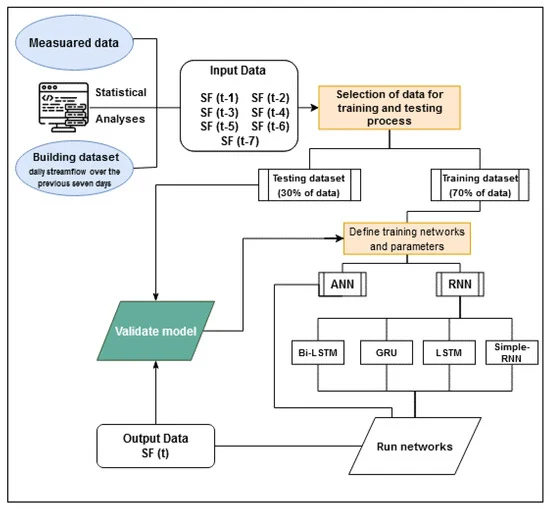 Measuared data
Statistical
Analyses
Building dataset
daily streamflow over the
previous seven days
Input Data
SF (t-1) SF (t-2)
SF (t-3) SF (t-4)
SF (t-5) SF (t-6)
SF (t-7)
Selection of data for
training and testing
process
Testing dataset
(30% of data)
Training dataset
(70% of data)
Define training networks
and parameters
ANN
RNN
Validate model
Bi-LSTM
GRU
LSTM
Simple-
RNN
Output Data
SF (t)
Run networks